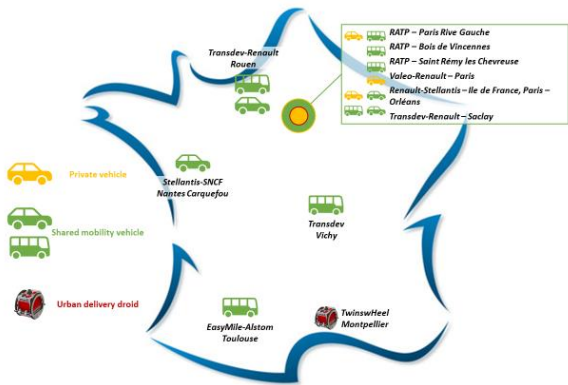 Transdev-Renault
Rouen
RATP – Paris Rive Gauche
RATP – Bois de Vincennes
RATP – Saint Rémy les Chevreuse
Valeo-Renault – Paris
Renault-Stellantis – Ile de France, Paris –
Orléans
Transdev-Renault – Saclay
Stellantis-SNCF
Nantes Carquefou
Private vehicle
Shared mobility vehicle
Transdev
Vichy
Urban delivery droid
EasyMile-Alstom
Toulouse
TwinswHeel
Montpellier